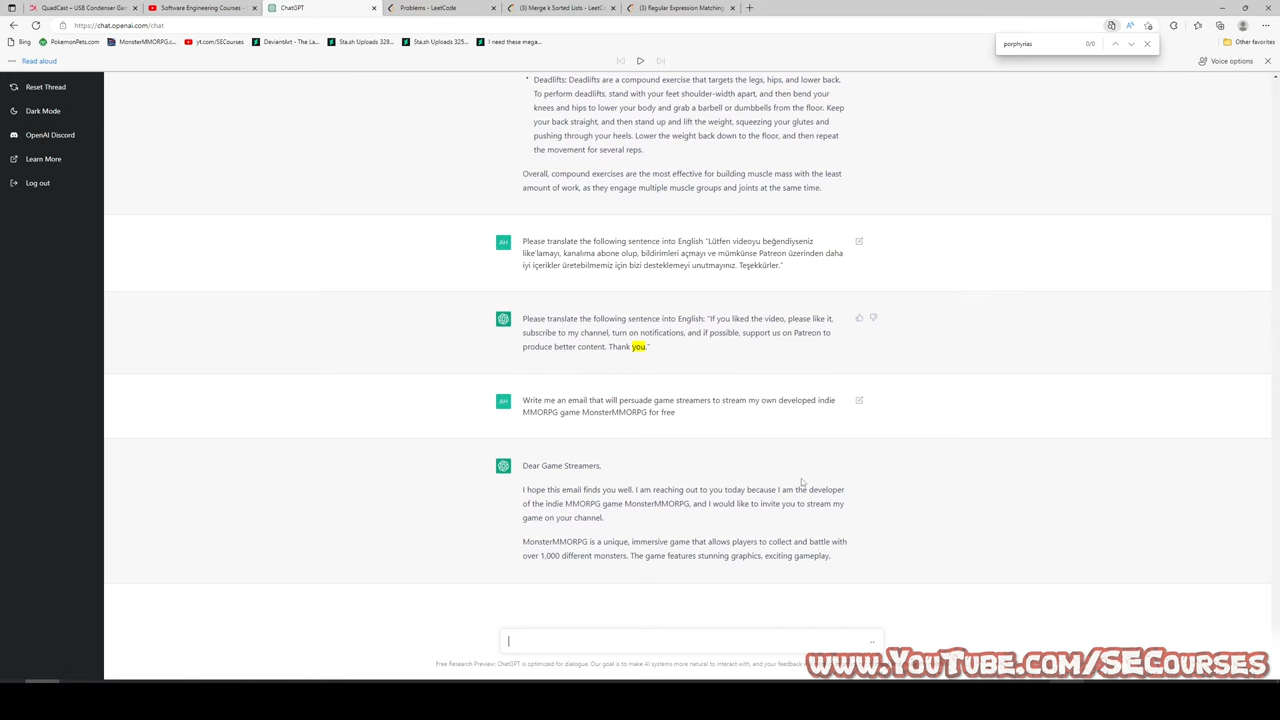 QuadCast – USB Condenser Gam
Software Engineering Courses -
ChatGPT
Problems - LeetCode
(3) Merge k Sorted Lists - LeetC
(3) Regular Expression Matching
https://chat.openai.com/chat
porphyrias 0/0
Bing
PokemonPets.com
MonsterMMORPG.c...
yt.com/SECourses
DeviantArt - The La...
Sta.sh Uploads 328...
Sta.sh Uploads 325...
I need these mega...
Other favorites
Read aloud
Voice options
Reset Thread
Dark Mode
OpenAI Discord
Learn More
Log out
• Deadlifts: Deadlifts are a compound exercise that targets the legs, hips, and lower back.
To perform deadlifts, stand with your feet shoulder-width apart, and then bend your
knees and hips to lower your body and grab a barbell or dumbbells from the floor. Keep
your back straight, and then stand up and lift the weight, squeezing your glutes and
pushing through your heels. Lower the weight back down to the floor, and then repeat
the movement for several reps.
Overall, compound exercises are the most effective for building muscle mass with the least
amount of work, as they engage multiple muscle groups and joints at the same time.
AH
Please translate the following sentence into English "Lütfen videoyu beğendiyseniz
like'lamayı, kanalıma abone olup, bildirimleri açmayı ve mümkünse Patreon üzerinden daha
iyi içerikler üretebilmemiz için bizi desteklemeyi unutmayınız. Teşekkürler."
Please translate the following sentence into English: "If you liked the video, please like it,
subscribe to my channel, turn on notifications, and if possible, support us on Patreon to
produce better content. Thank you."
AH
Write me an email that will persuade game streamers to stream my own developed indie
MMORPG game MonsterMMORPG for free
Dear Game Streamers,
I hope this email finds you well. I am reaching out to you today because I am the developer
of the indie MMORPG game MonsterMMORPG, and I would like to invite you to stream my
game on your channel.
MonsterMMORPG is a unique, immersive game that allows players to collect and battle with
over 1,000 different monsters. The game features stunning graphics, exciting gameplay,
Free Research Preview: ChatGPT is optimized for dialogue. Our goal is to make AI systems more natural to interact with, and your feedback
www.YouTube.com/SECourses